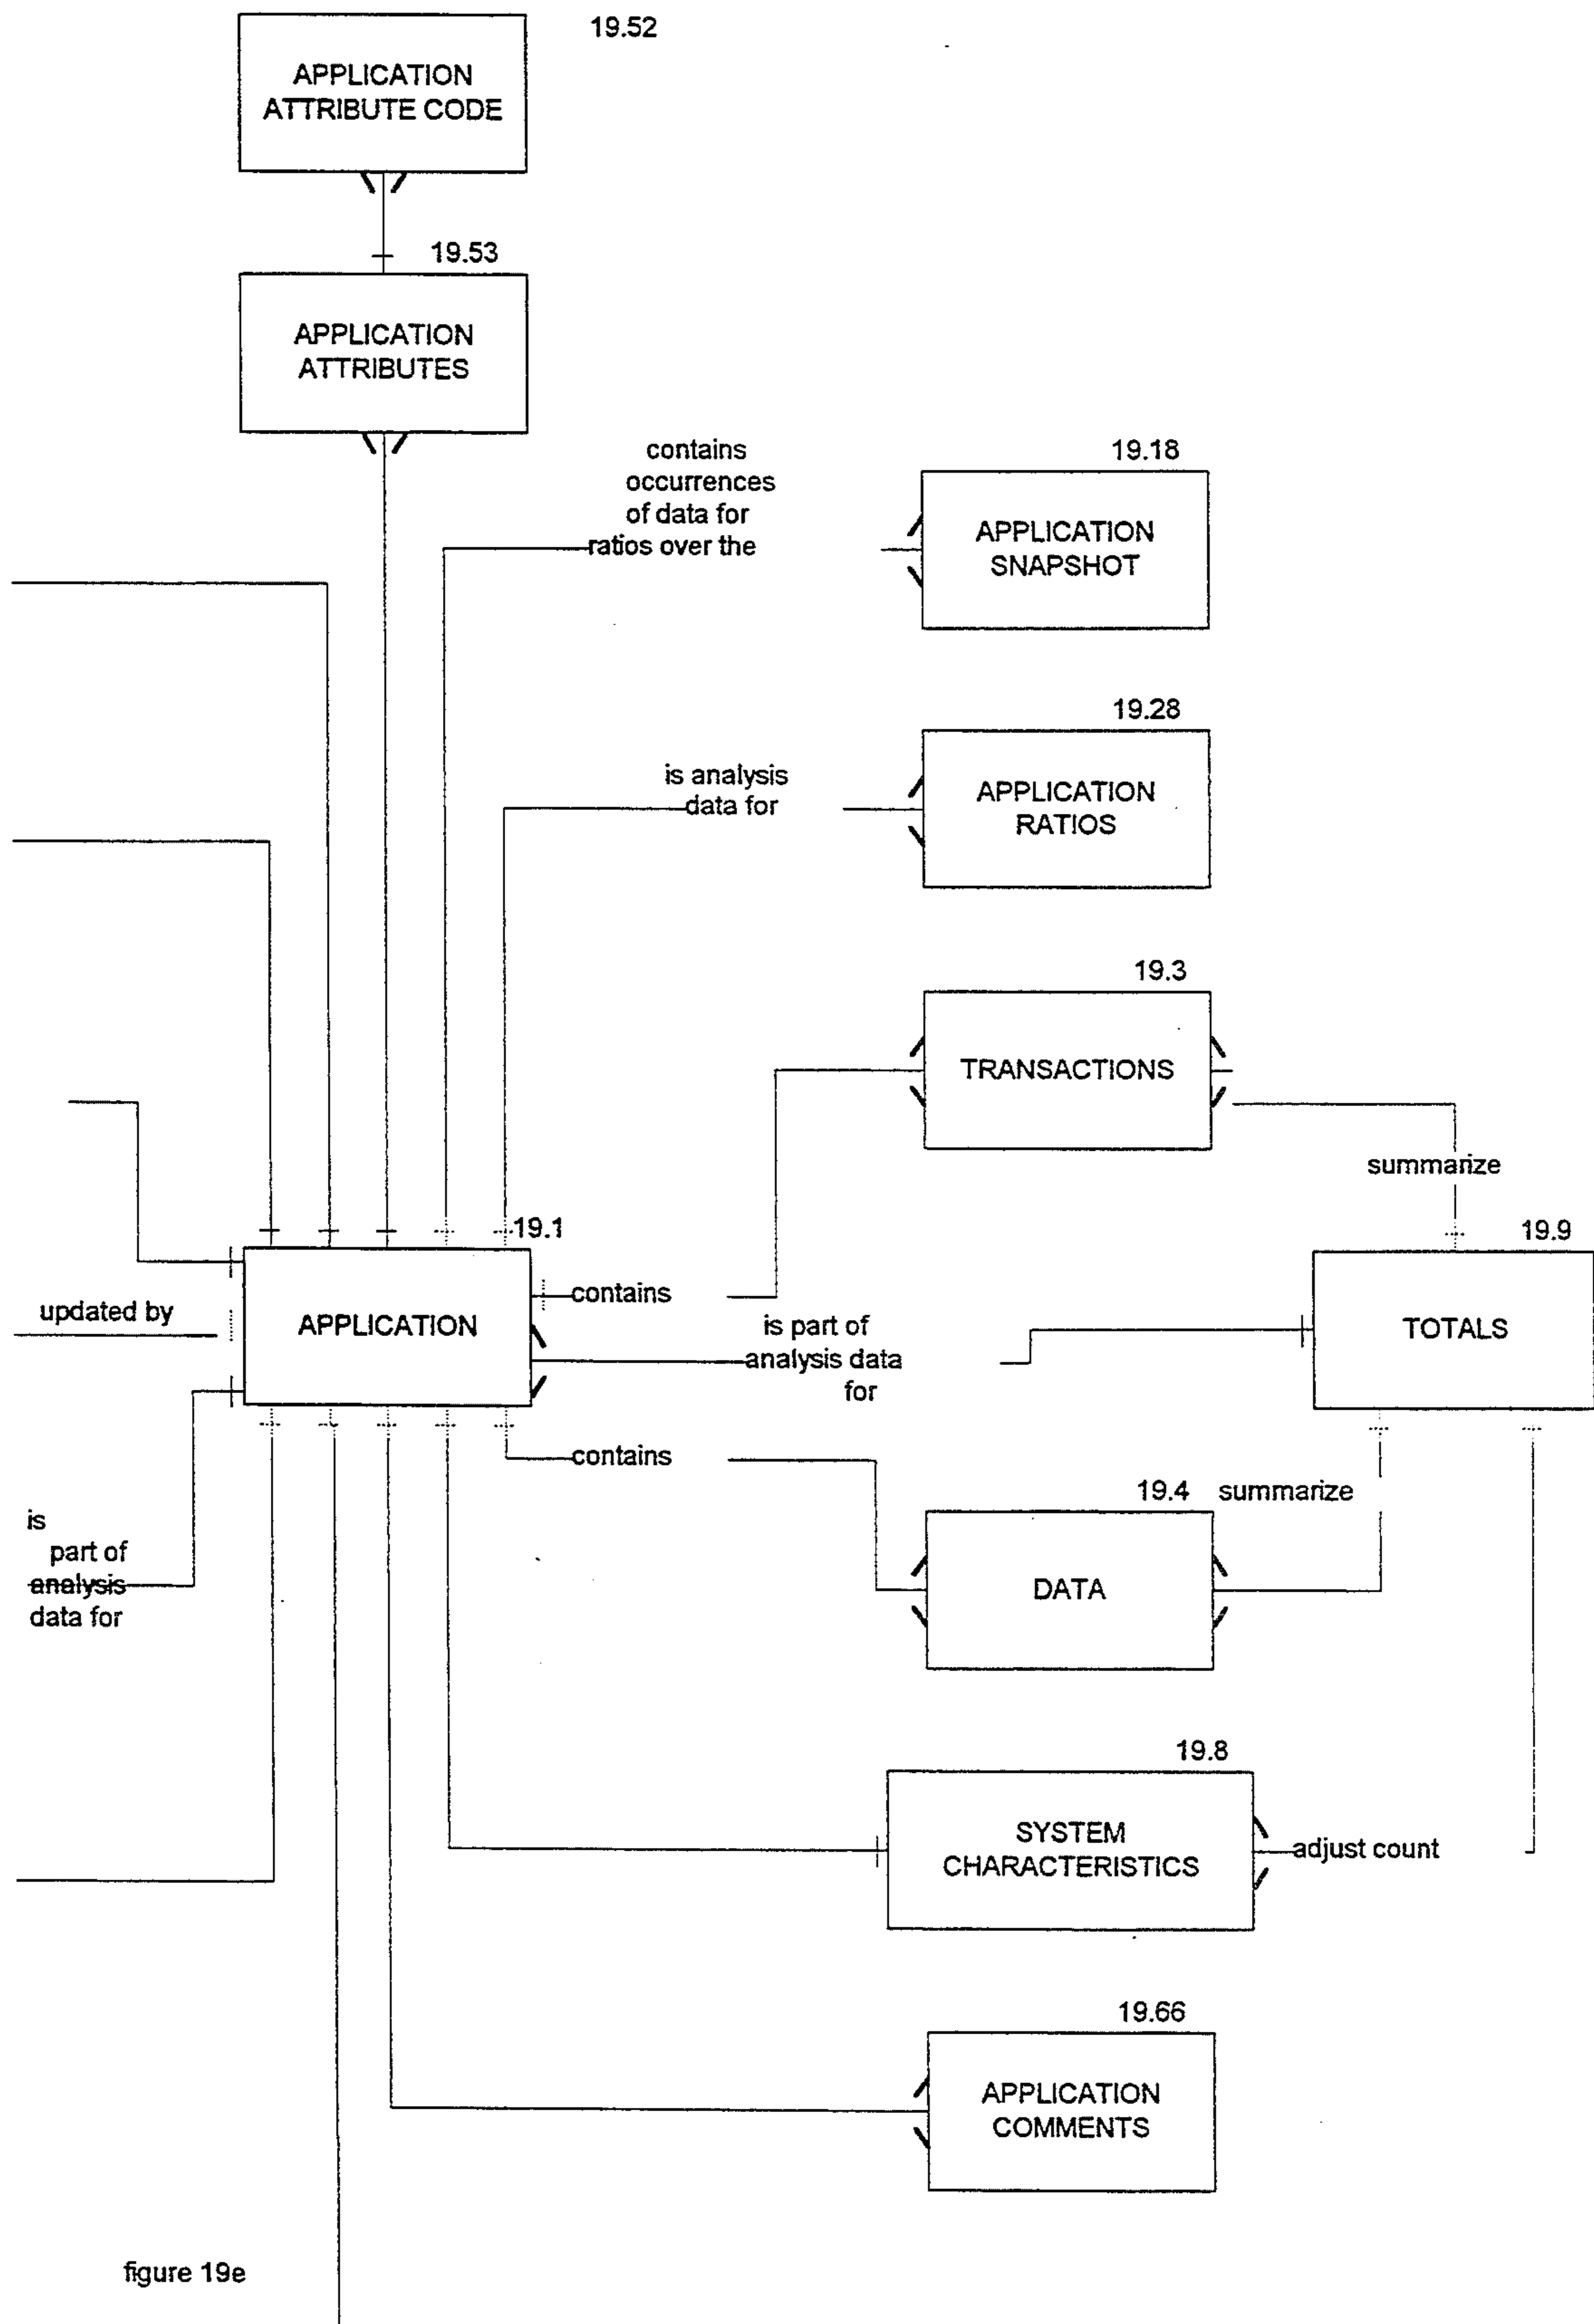 19.52
APPLICATION
ATTRIBUTE CODE
19.53
APPLICATION
ATTRIBUTES
contains
occurrences
of data for
ratios over the
19.18
APPLICATION
SNAPSHOT
19.28
is analysis
data for
APPLICATION
RATIOS
19.3
TRANSACTIONS
summarize
19.1
19.9
contains
updated by
APPLICATION
is part of
analysis data
for
TOTALS
contains
19.4
summarize
is
part of
analysis
data for
DATA
19.8
SYSTEM
CHARACTERISTICS
adjust count
19.66
APPLICATION
COMMENTS
figure 19e